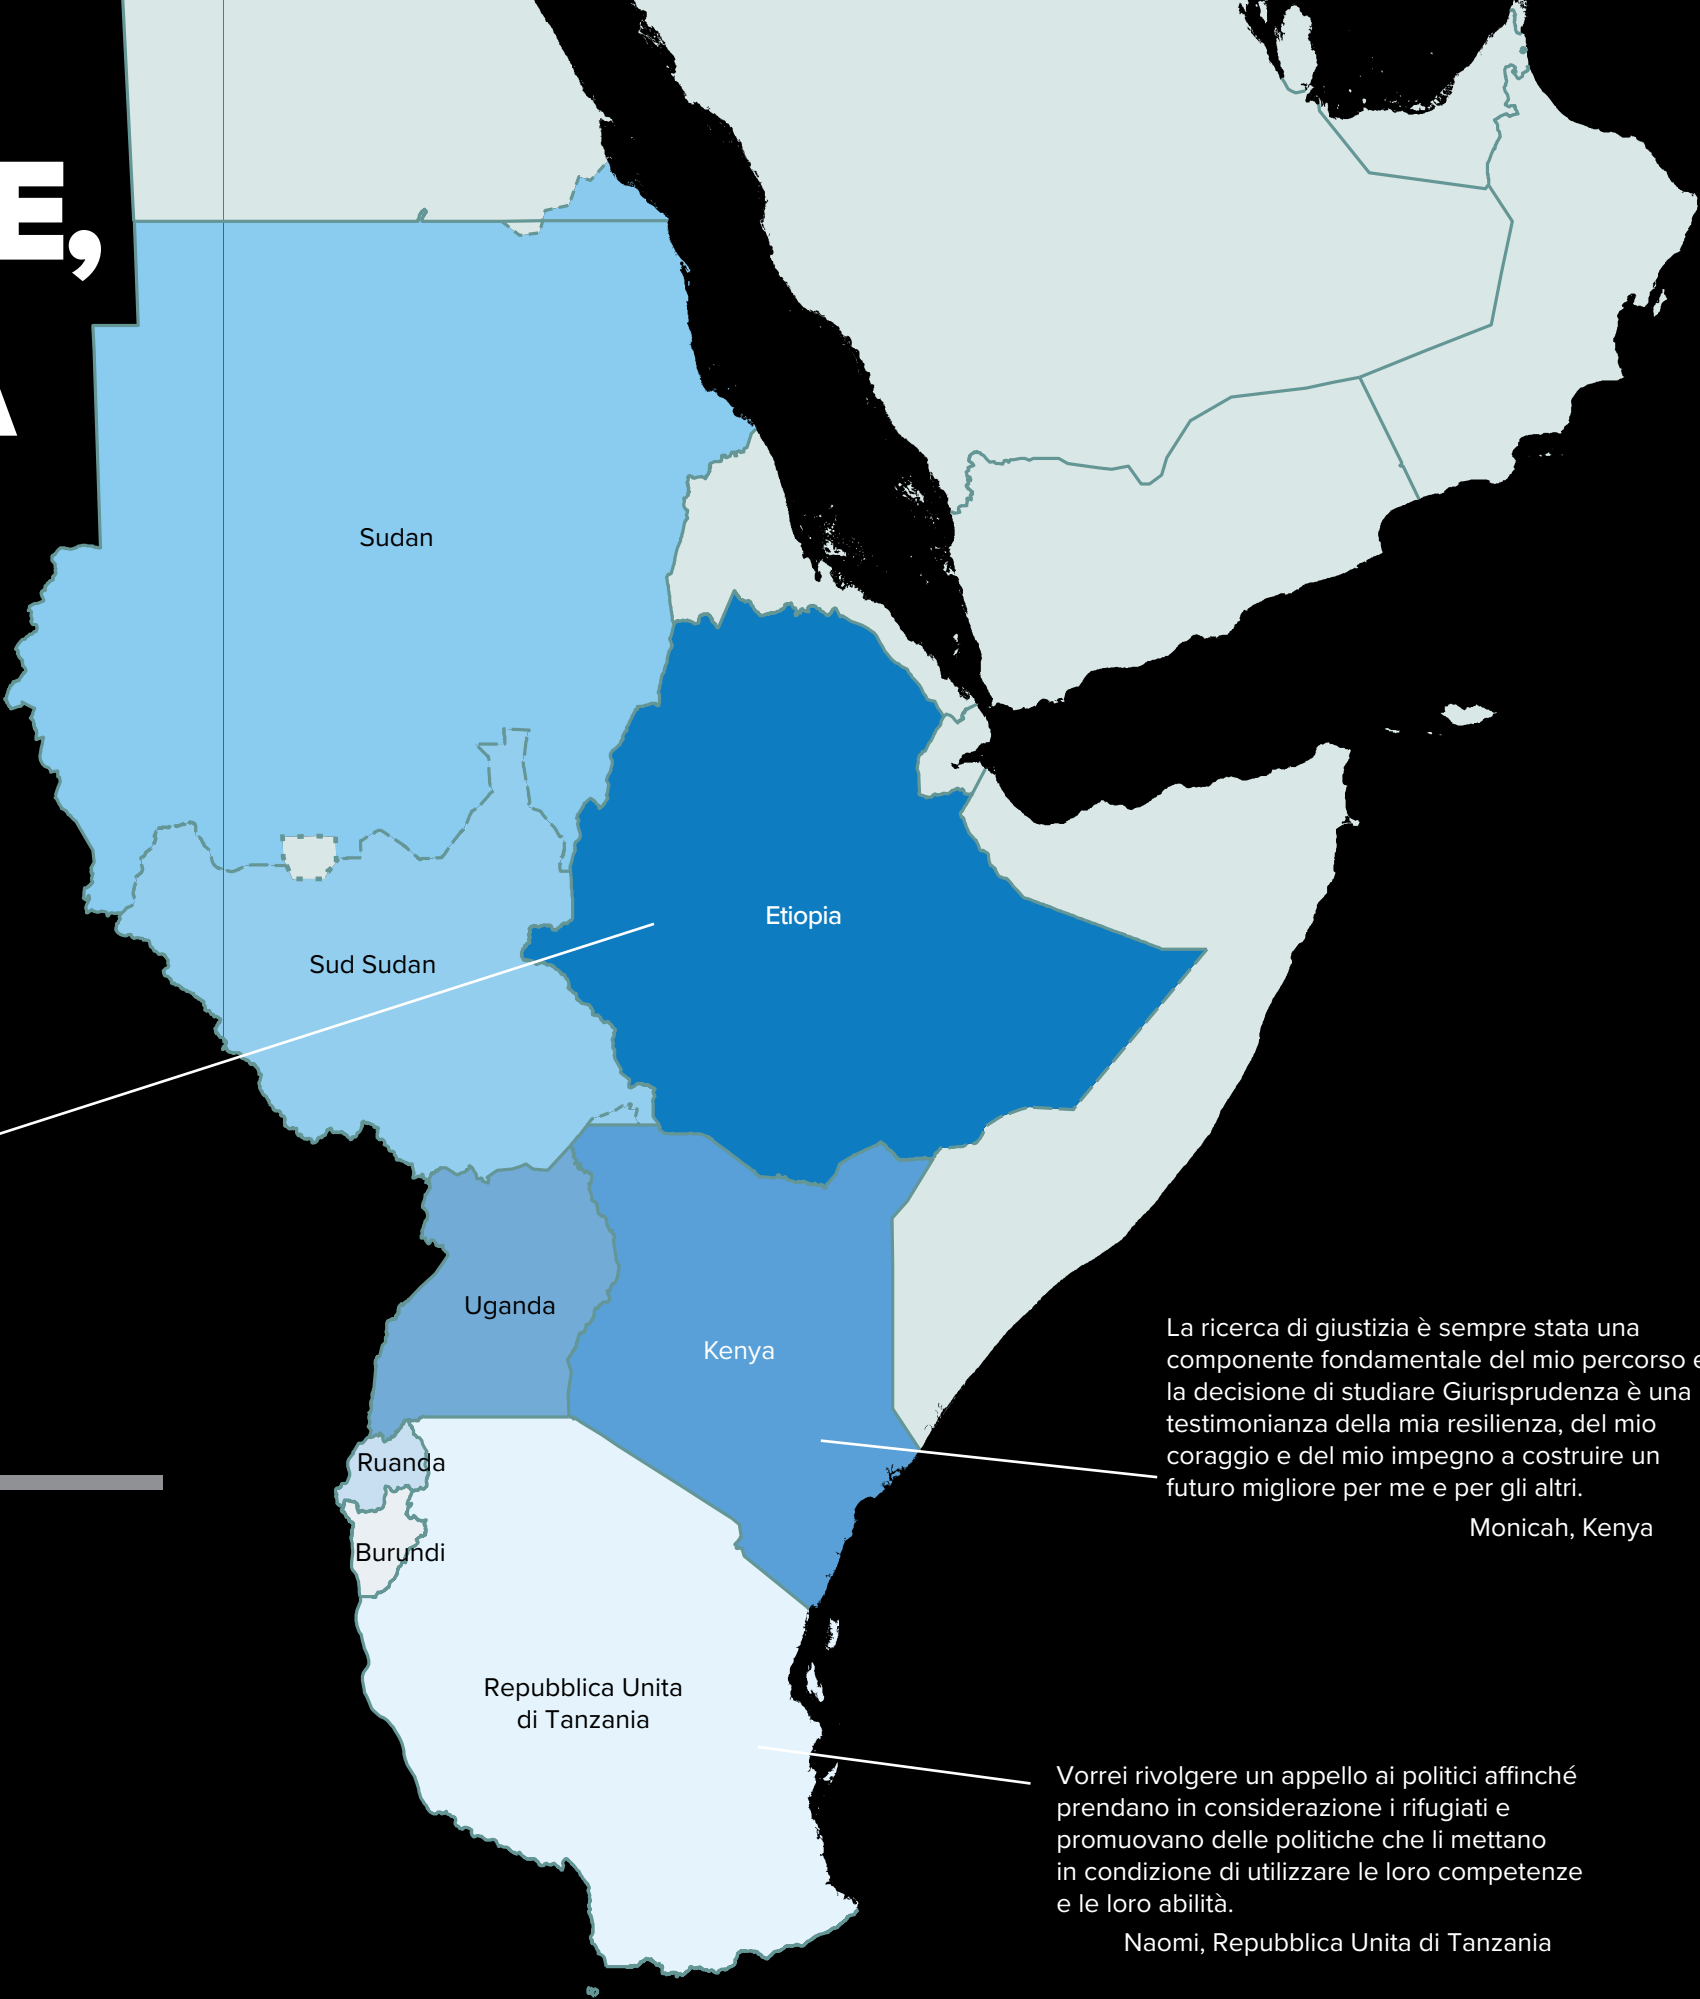 E,
A
Sudan
Etiopia
Sud Sudan
Uganda
Kenya
La ricerca di giustizia è sempre stata una
componente fondamentale del mio percorso e
la decisione di studiare Giurisprudenza è una
testimonianza della mia resilienza, del mio
coraggio e del mio impegno a costruire un
futuro migliore per me e per gli altri.
Monicah, Kenya
Ruanda
Burundi
Repubblica Unita
di Tanzania
Vorrei rivolgere un appello ai politici affinché
prendano in considerazione i rifugiati e
promuovano delle politiche che li mettano
in condizione di utilizzare le loro competenze
e le loro abilità.
Naomi, Repubblica Unita di Tanzania